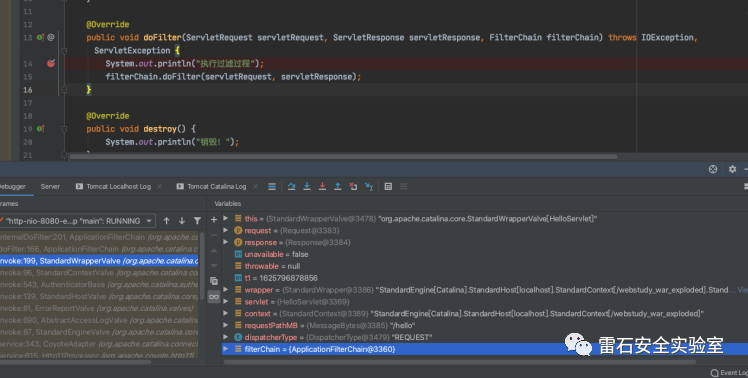 11
12
@Override
13 @ public void doFilter(ServletRequest servletRequest, ServletResponse servletResponse, FilterChain filterChain) throws IOException,
ServletException {
14 System.out.println("执行过滤过程");
15 filterChain.doFilter(servletRequest, servletResponse);
16 }
17
18 @Override
19 public void destroy() {
20 System.out.println("销毁! ");
21
Debugger Server Tomcat Localhost Log Tomcat Catalina Log
rames Variables
"http-nio-8080-e...p "main": RUNNING
this = {StandardWrapperValve@3478} "org.apache.catalina.core.StandardWrapperValve[HelloServlet]"
request = {Request@3383}
nternalDoFilter:201, ApplicationFilterChain (org.apache.ca
response = {Response@3384}
doFilter:166, ApplicationFilterChain (org.apache.catalina.c
unavailable = false
nvoke:199, StandardWrapperValve (org.apache.catalina.co
throwable = null
nvoke:96, StandardContextValve (org.apache.catalina.cor
t1 = 1625796878856
nvoke:543, AuthenticatorBase (org.apache.catalina.authe
wrapper = {StandardWrapper@3386} "StandardEngine[Catalina].StandardHost[localhost].StandardContext[/webstudy_war_exploded].Stand... Vie
nvoke:139, StandardHostValve (org.apache.catalina.core,
servlet = {HelloServlet@3369}
nvoke:81, ErrorReportValve (org.apache.catalina.valves)
context = {StandardContext@3389} "StandardEngine[Catalina].StandardHost[localhost].StandardContext[/webstudy_war_exploded]"
nvoke:690, AbstractAccessLogValve (org.apache.catalina
requestPathMB = {MessageBytes@3385} "/hello"
nvoke:87, StandardEngineValve (org.apache.catalina.core
dispatcherType = {DispatcherType@3479} "REQUEST"
service:343, CoyoteAdapter (org.apache.catalina.connect
filterChain = {ApplicationFilterChain@3360}
service:615, Http11Processor (org.apache.coyote.http11)
雷石安全实验室
Event Log